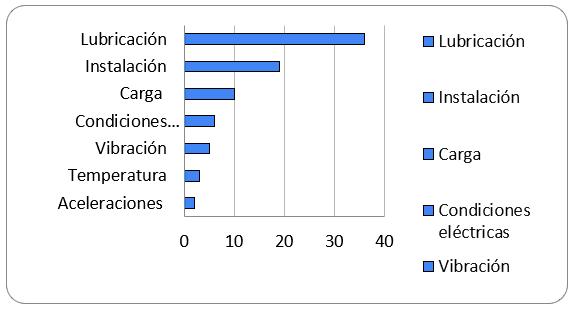 Lubricación
Instalación
Carga
Condiciones...
Vibración
Temperatura
Aceleraciones
0 10 20 30 40
Lubricación
Instalación
Carga
Condiciones
eléctricas
Vibración